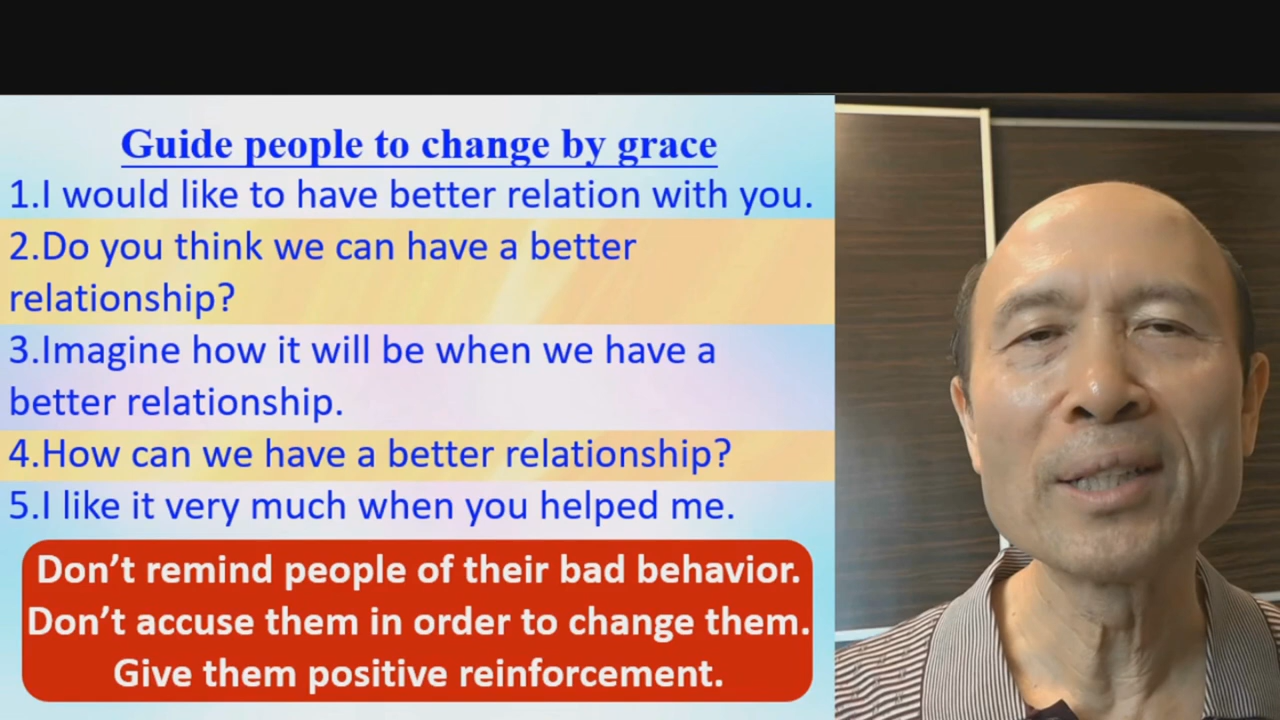 Guide people to change by grace
1.I would like to have better relation with you.
2.Do you think we can have a better
relationship?
3.Imagine how it will be when we have a
better relationship.
4.How can we have a better relationship?
5.I like it very much when you helped me.
Don’t remind people of their bad behavior.
Don’t accuse them in order to change them.
Give them positive reinforcement.